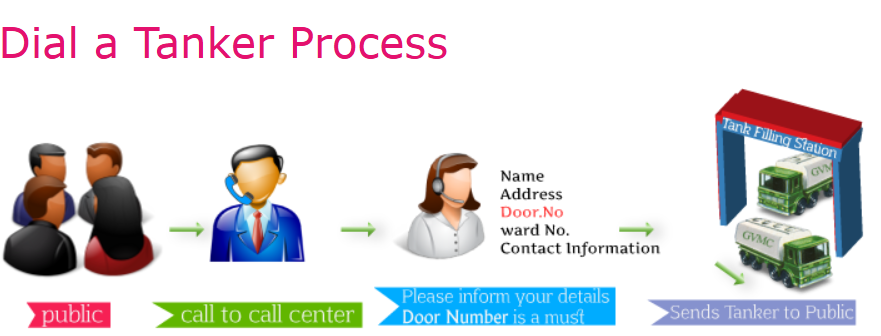 Dial a Tanker Process
Name
Address
Door.No
ward No.
Contact Information
Tank Filling Station
GVMC
GVMC
public
call to call center
Please inform your details
Door Number is a must
Sends Tanker to Public